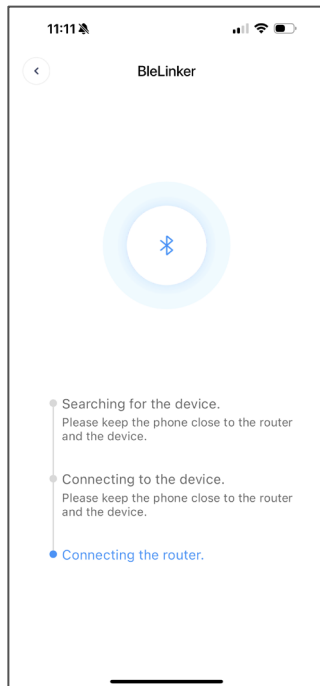 11:11
BleLinker
Searching for the device.
Please keep the phone close to the router
and the device.
Connecting to the device.
Please keep the phone close to the router
and the device.
Connecting the router.